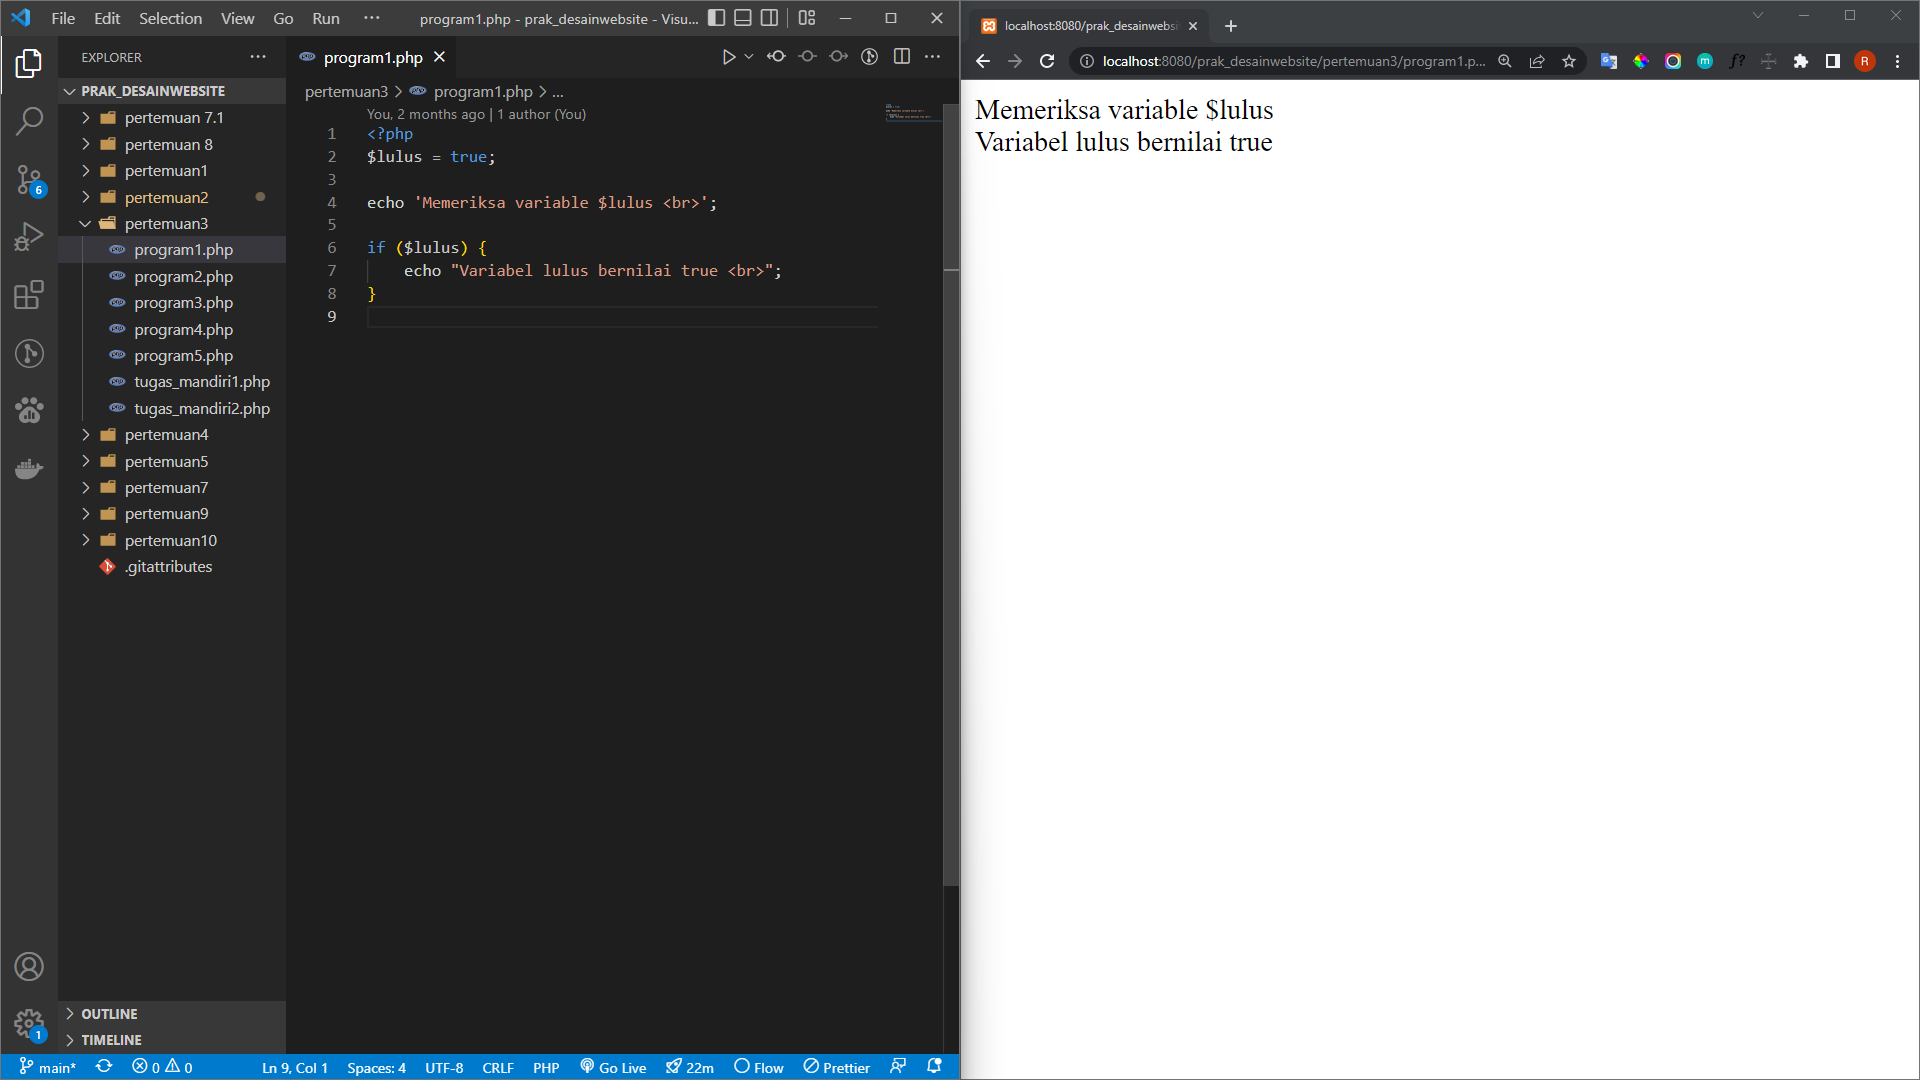 File Edit Selection View Go Run ... program1.php - prak_desainwebsite - Visu...
EXPLORER
PRAK_DESAINWEBSITE
pertemuan 7.1
pertemuan 8
pertemuan1
pertemuan2
pertemuan3
program1.php
program2.php
program3.php
program4.php
program5.php
tugas_mandiri1.php
tugas_mandiri2.php
pertemuan4
pertemuan5
pertemuan7
pertemuan9
pertemuan10
.gitattributes
OUTLINE
TIMELINE
6
1
program1.php
pertemuan3 > program1.php > ...
You, 2 months ago | 1 author (You)
1 <?php
2 $lulus = true;
3
4 echo 'Memeriksa variable $lulus <br>';
5
6 if ($lulus) {
7 echo "Variabel lulus bernilai true <br>";
8 }
9
main* 0 0 Ln 9, Col 1 Spaces: 4 UTF-8 CRLF PHP Go Live 22m Flow Prettier
localhost:8080/prak_desainwebsi
localhost:8080/prak_desainwebsite/pertemuan3/program1.p...
m f? R
Memeriksa variable $lulus
Variabel lulus bernilai true